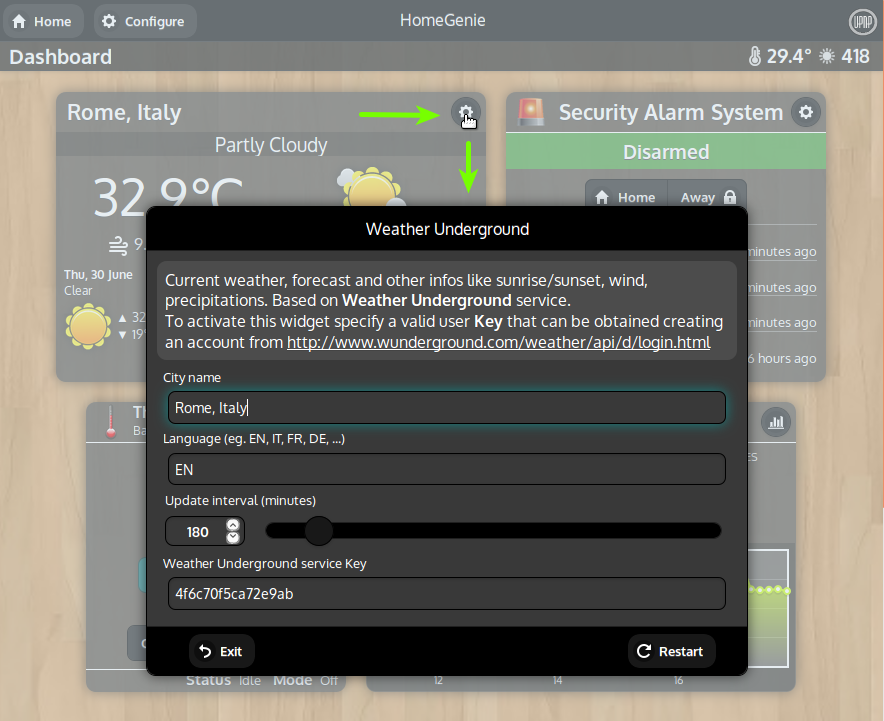 Home
Configure
HomeGenie
UPNP
Dashboard
29.4° 418
Rome, Italy
Security Alarm System
Partly Cloudy
Disarmed
32.9°C
Home
Away
9.
minutes ago
Thu, 30 June
Clear
minutes ago
▲ 32
▼ 19°
minutes ago
6 hours ago
Weather Underground
Current weather, forecast and other infos like sunrise/sunset, wind,
precipitations. Based on Weather Underground service.
To activate this widget specify a valid user Key that can be obtained creating
an account from http://www.wunderground.com/weather/api/d/login.html
City name
Rome, Italy
Language (eg. EN, IT, FR, DE, ...)
EN
Update interval (minutes)
180
Weather Underground service Key
4f6c70f5ca72e9ab
Exit
Restart
Status Idle Mode Off
12 14 16